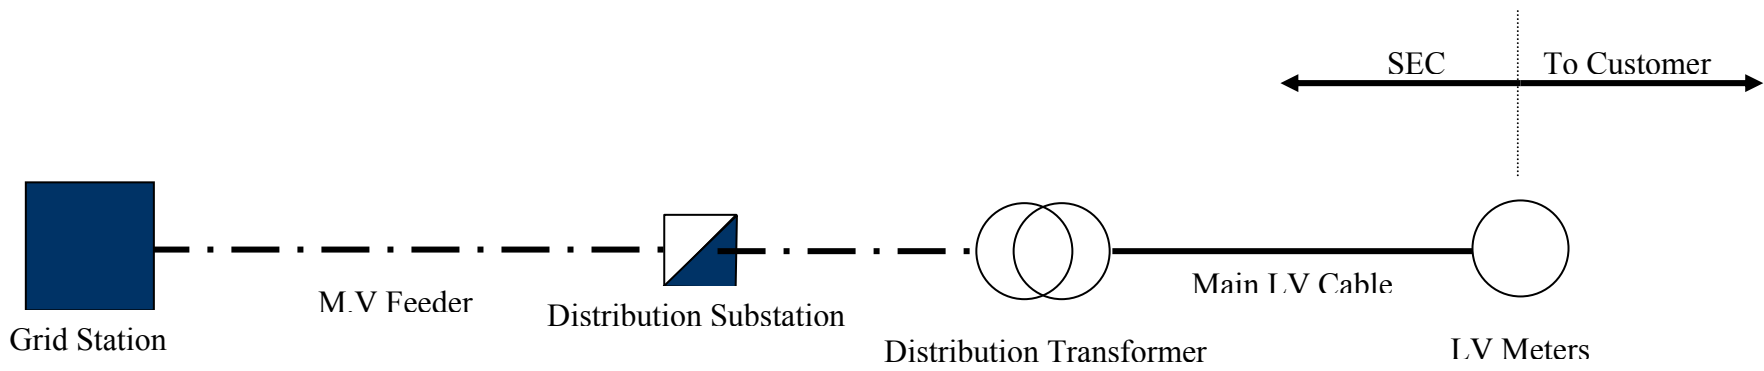 SEC
To Customer
M.V Feeder
Main LV Cable
Grid Station
Distribution Substation
Distribution Transformer
LV Meters